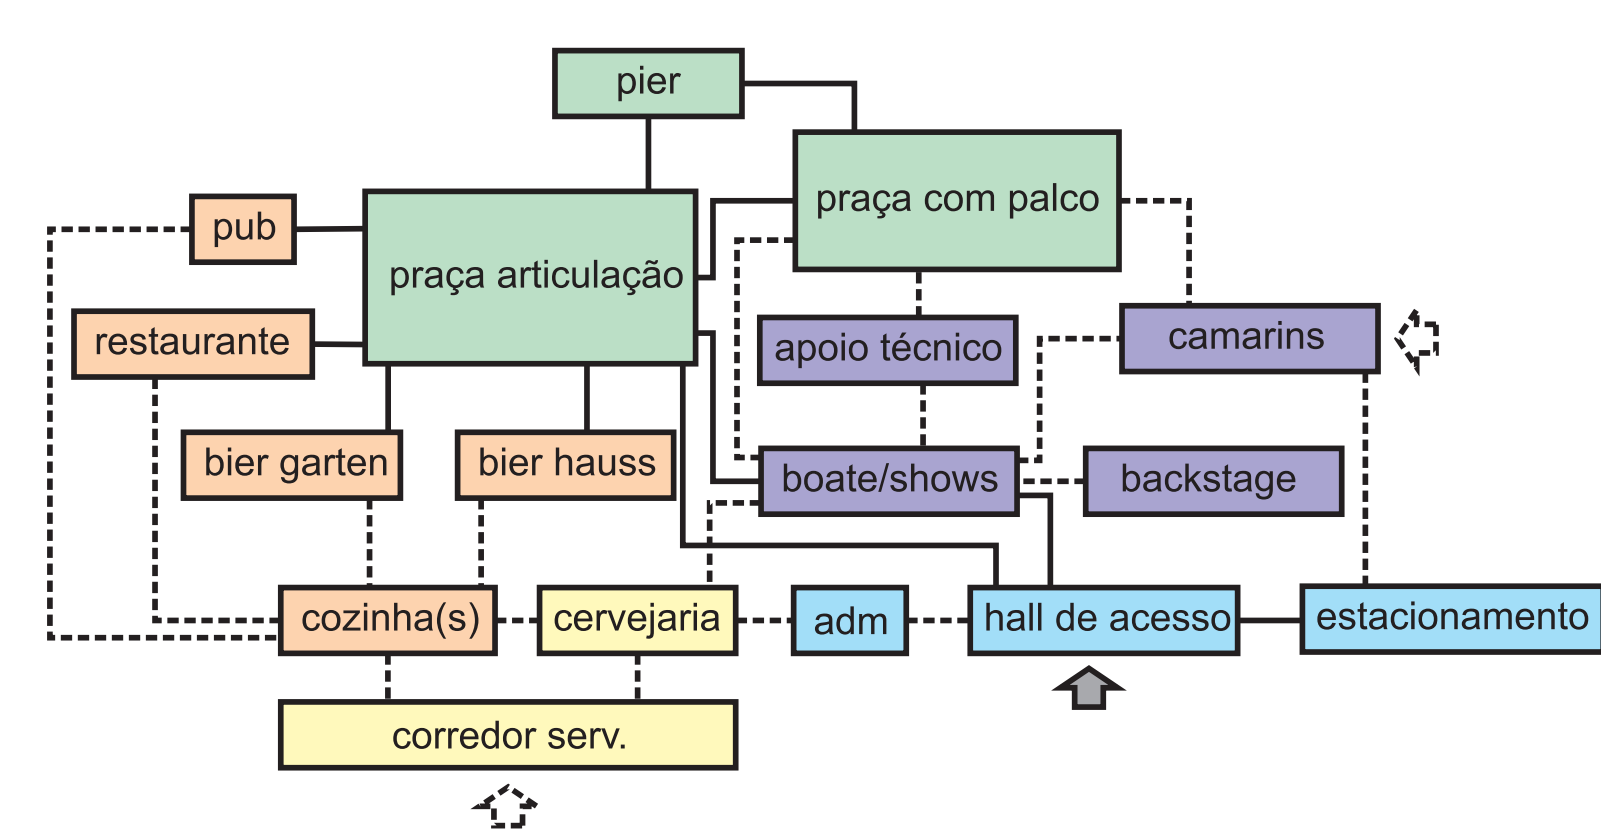 pier
praça com palco
pub
praça articulação
restaurante
apoio técnico
camarins
bier garten
bier hauss
boate/shows
backstage
cozinha(s)
cervejaria
adm
hall de acesso
estacionamento
corredor serv.